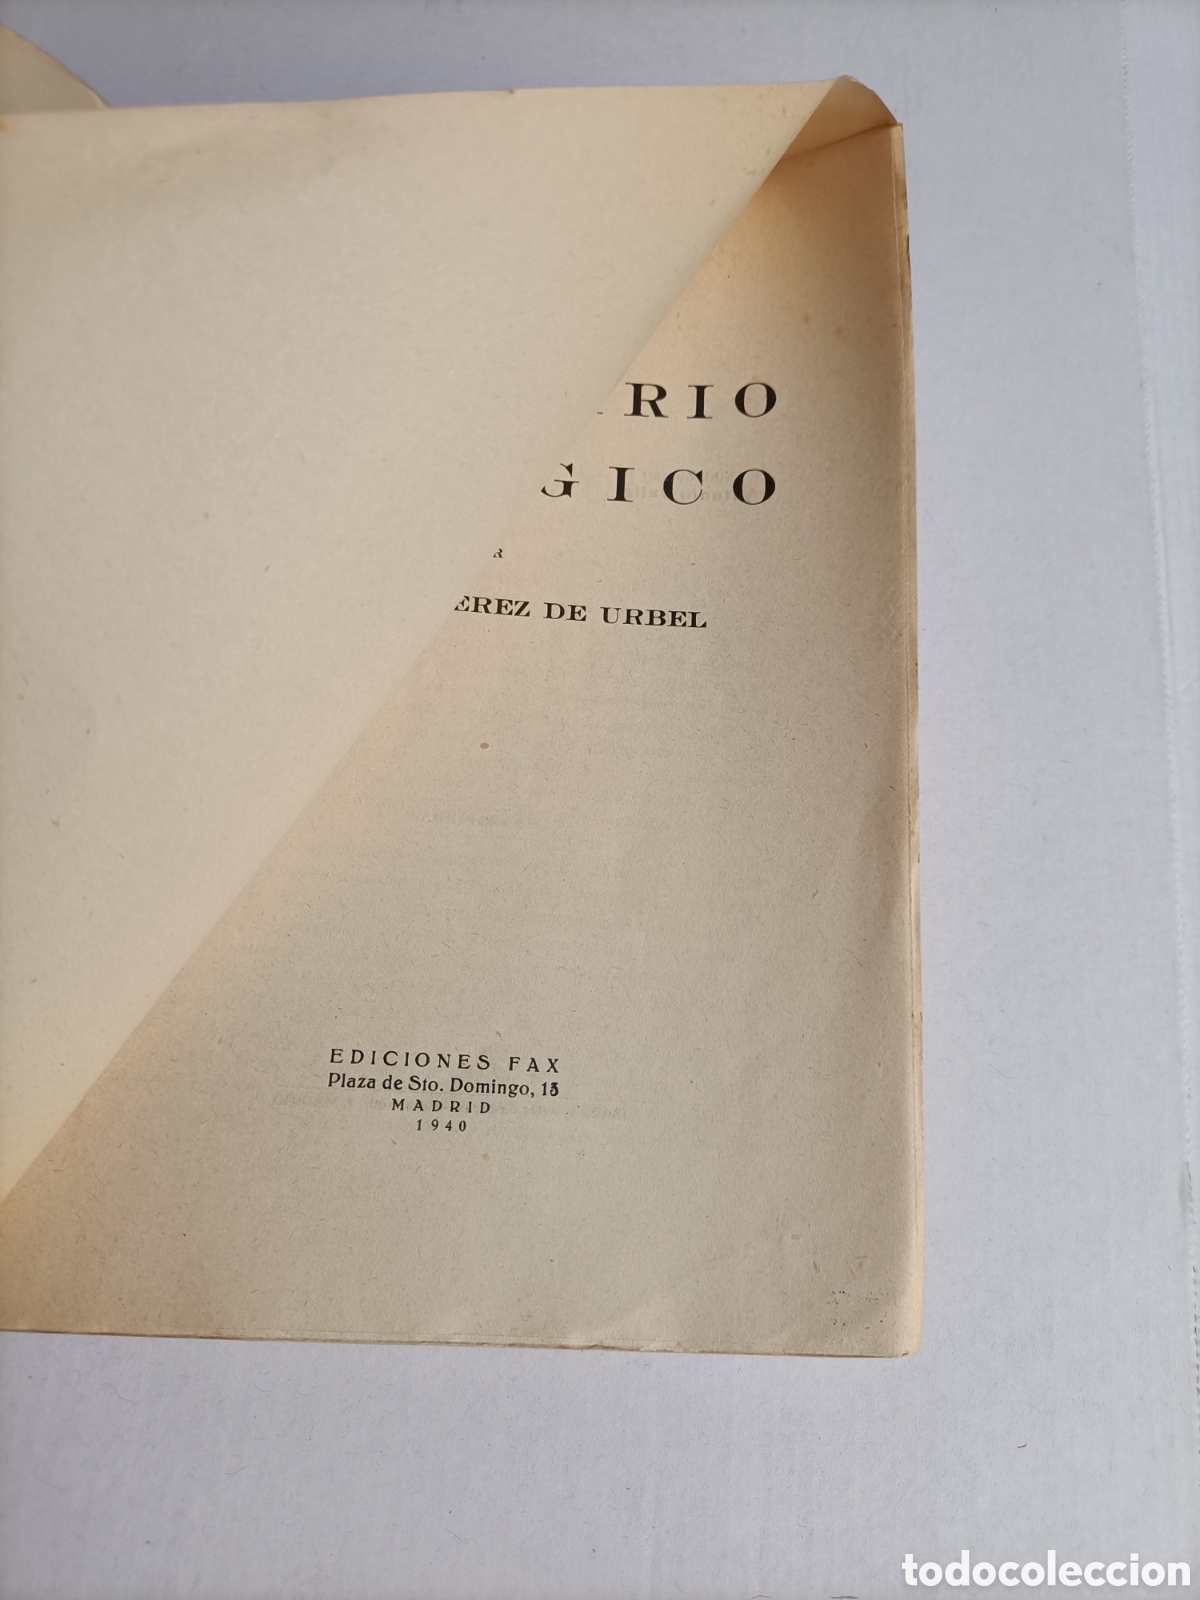 RIO
GICO
R
EREZ DE URBEL
EDICIONES FAX
Plaza de Sto. Domingo, 13
MADRID
1940
todocoleccion